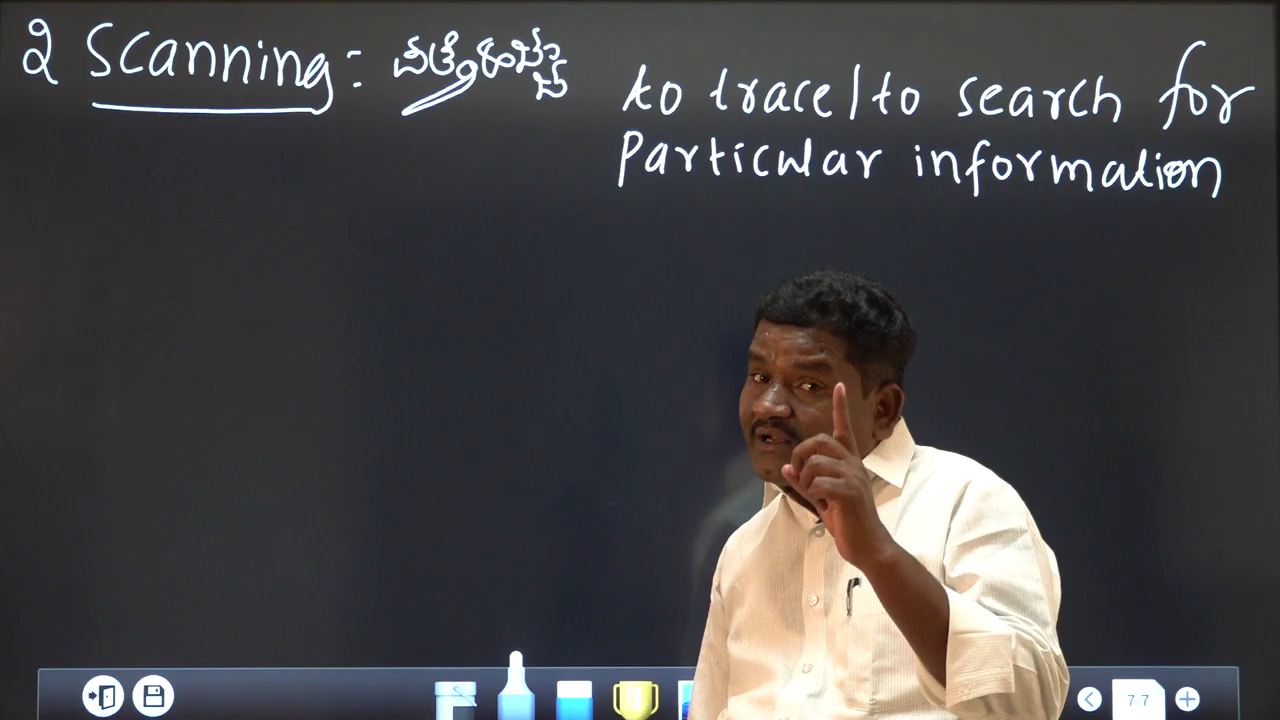 2 Scanning:
to trace/to search for
Particular information
77